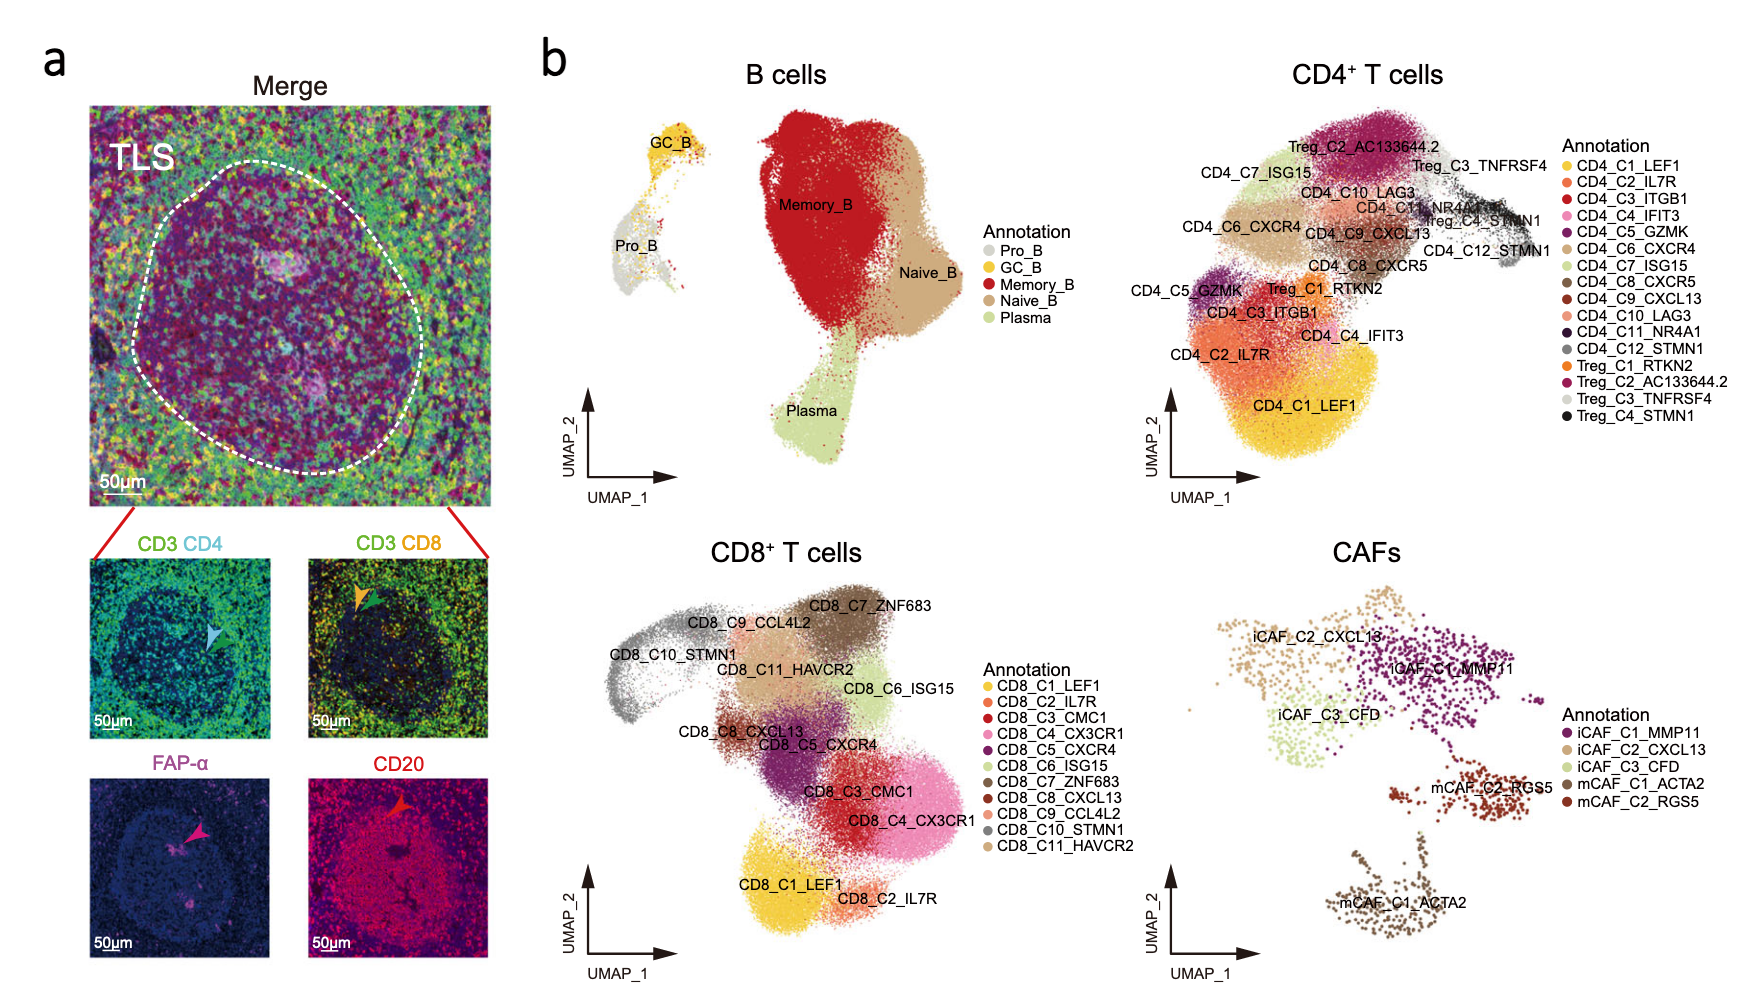 a
Merge
TLS
50μm
CD3 CD4
50μm
CD3 CD8
50μm
FAP-α
50μm
CD20
50μm
b
B cells
GC_B
Memory_B
Pro_B
Naive_B
Plasma
UMAP_2
UMAP_1
Annotation
Pro_B
GC_B
Memory_B
Naive_B
Plasma
CD4⁺ T cells
Treg_C2_AC133644.2
Treg_C3_TNFRSF4
CD4_C7_ISG15
CD4_C10_LAG3
CD4_C11_NR4A1
Treg_C4_STMN1
CD4_C6_CXCR4
CD4_C9_CXCL13
CD4_C12_STMN1
CD4_C8_CXCR5
CD4_C5_GZMK
Treg_C1_RTKN2
CD4_C3_ITGB1
CD4_C4_IFIT3
CD4_C2_IL7R
CD4_C1_LEF1
UMAP_2
UMAP_1
Annotation
CD4_C1_LEF1
CD4_C2_IL7R
CD4_C3_ITGB1
CD4_C4_IFIT3
CD4_C5_GZMK
CD4_C6_CXCR4
CD4_C7_ISG15
CD4_C8_CXCR5
CD4_C9_CXCL13
CD4_C10_LAG3
CD4_C11_NR4A1
CD4_C12_STMN1
Treg_C1_RTKN2
Treg_C2_AC133644.2
Treg_C3_TNFRSF4
Treg_C4_STMN1
CD8⁺ T cells
CD8_C7_ZNF683
CD8_C9_CCL4L2
CD8_C10_STMN1
CD8_C11_HAVCR2
CD8_C6_ISG15
CD8_C8_CXCL13
CD8_C5_CXCR4
CD8_C3_CMC1
CD8_C4_CX3CR1
CD8_C1_LEF1
CD8_C2_IL7R
UMAP_2
UMAP_1
Annotation
CD8_C1_LEF1
CD8_C2_IL7R
CD8_C3_CMC1
CD8_C4_CX3CR1
CD8_C5_CXCR4
CD8_C6_ISG15
CD8_C7_ZNF683
CD8_C8_CXCL13
CD8_C9_CCL4L2
CD8_C10_STMN1
CD8_C11_HAVCR2
CAFs
iCAF_C2_CXCL13
iCAF_C1_MMP11
iCAF_C3_CFD
mCAF_C2_RGS5
mCAF_C1_ACTA2
UMAP_2
UMAP_1
Annotation
iCAF_C1_MMP11
iCAF_C2_CXCL13
iCAF_C3_CFD
mCAF_C1_ACTA2
mCAF_C2_RGS5